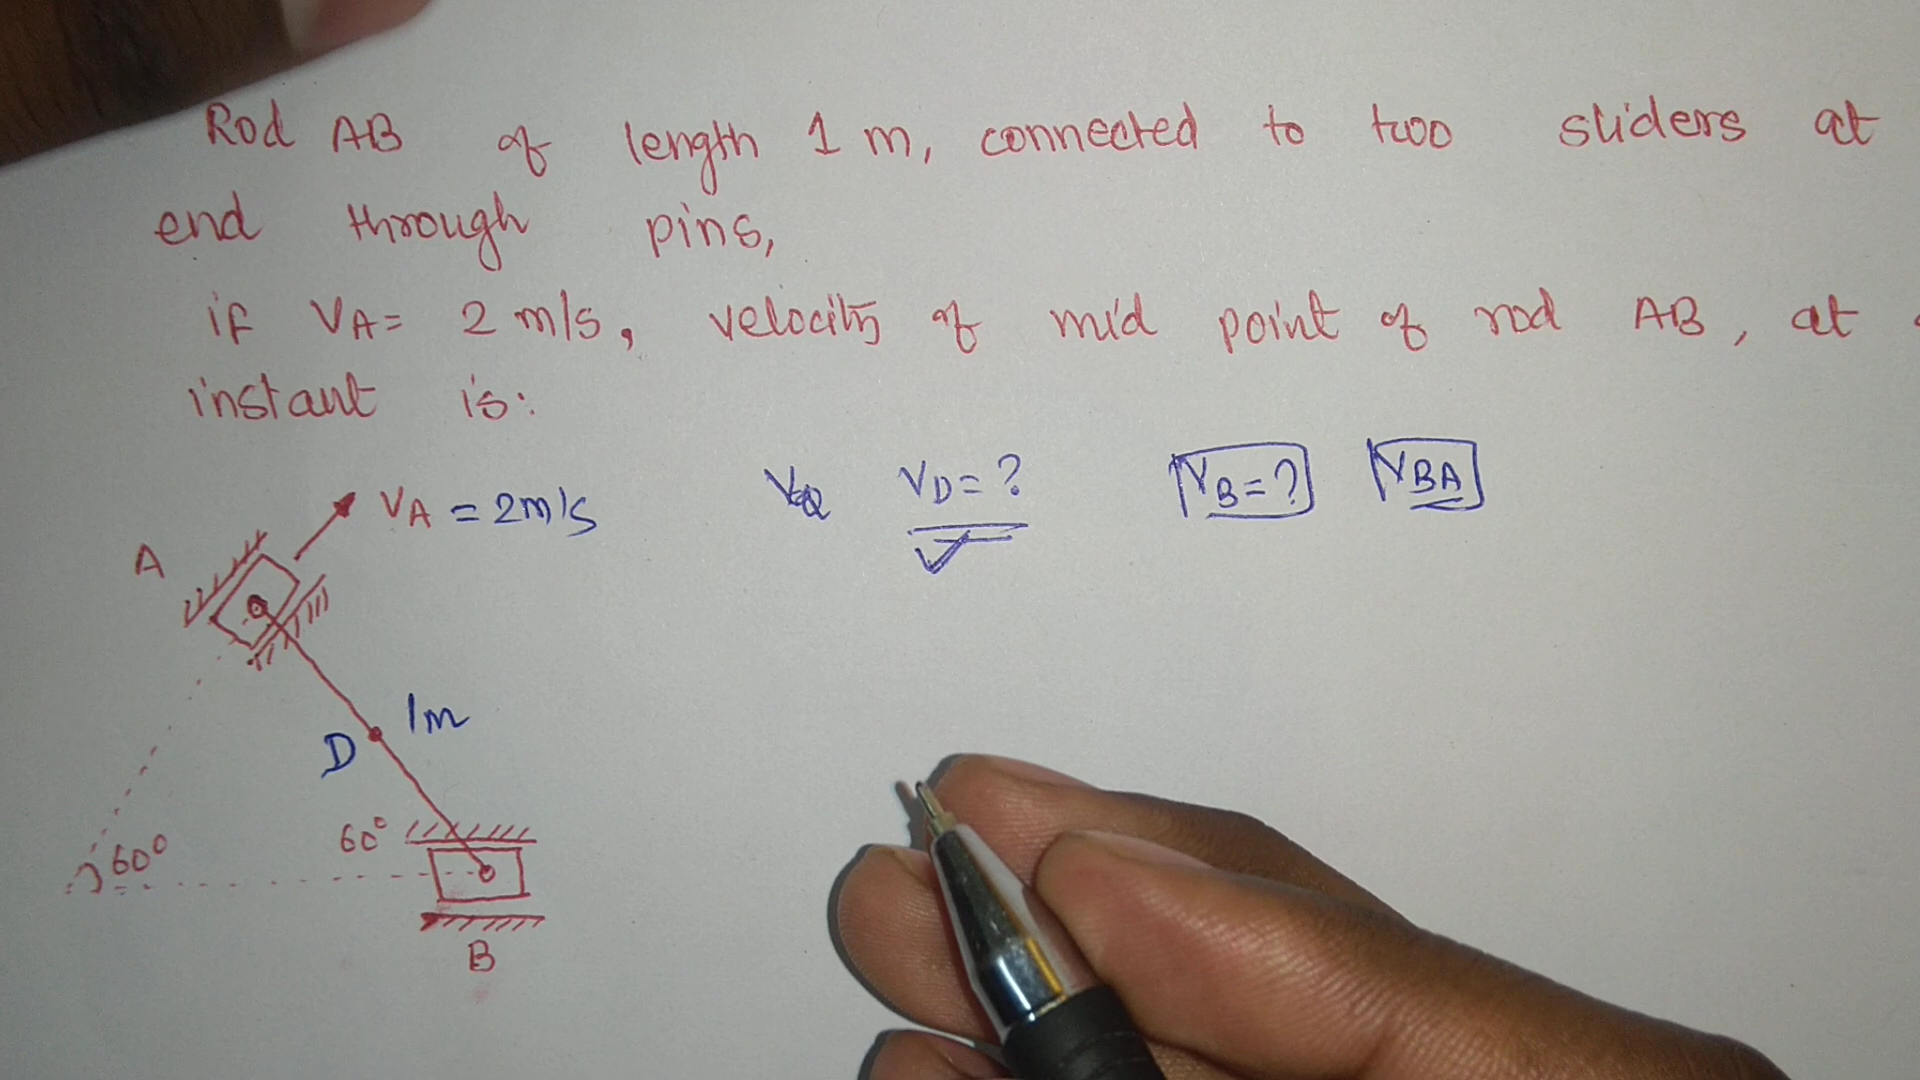 Rod AB of length 1 m, connected to two sliders at
end through pins,
if VA= 2 m/s, velocity of mid point of rod AB, at
instant is:
VD=? VB=? VBA
VA = 2m/s
A
1m
D
60°
60°
B